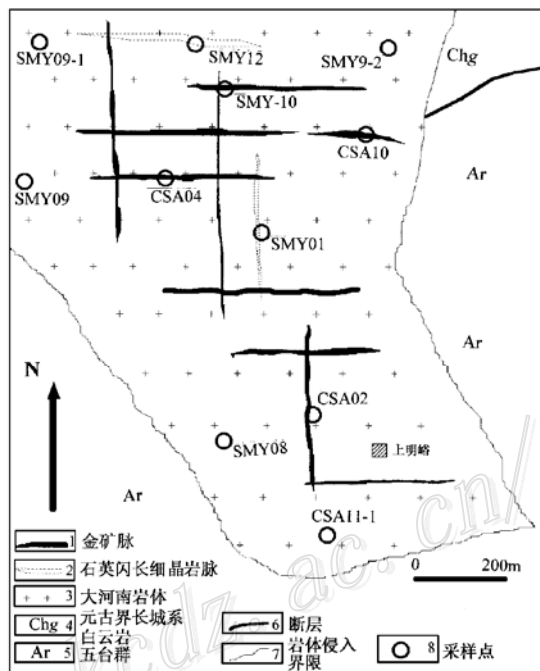 SMY09-1
SMY12
SMY9-2
Chg
SMY-10
CSA10
Ar
SMY09
CSA04
SMY01
Ar
N
CSA02
SMY08
上明峪
Ar
CSA11-1
1 金矿脉
2 石英闪长细晶岩脉
3 大河南岩体
Chg 4 元古界长城系
白云岩
Ar 5 五台群
6 断层
7 岩体侵入
界限
8 采样点
0 200m
cdz.ac.cn/